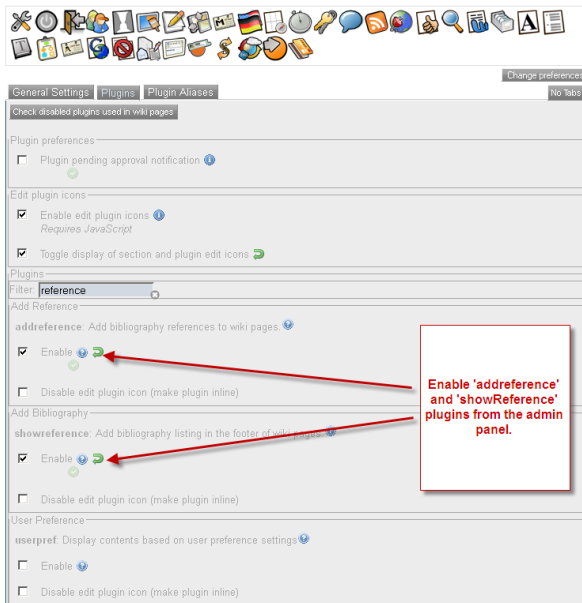 Change preferences
General Settings Plugins Plugin Aliases No Tabs
Check disabled plugins used in wiki pages
Plugin preferences
Plugin pending approval notification
Edit plugin icons
Enable edit plugin icons
Requires JavaScript
Toggle display of section and plugin edit icons
Plugins
Filter: reference
Add Reference
addreference: Add bibliography references to wiki pages.
Enable
Disable edit plugin icon (make plugin inline)
Enable 'addreference'
and 'showReference'
plugins from the admin
panel.
Add Bibliography
showreference: Add bibliography listing in the footer of wiki pages.
Enable
Disable edit plugin icon (make plugin inline)
User Preference
userpref: Display contents based on user preference settings
Enable
Disable edit plugin icon (make plugin inline)